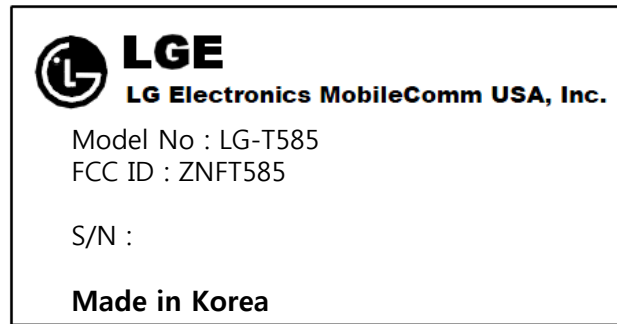 LGE
LG Electronics MobileComm USA, Inc.
Model No : LG-T585
FCC ID : ZNFT585
S/N :
Made in Korea